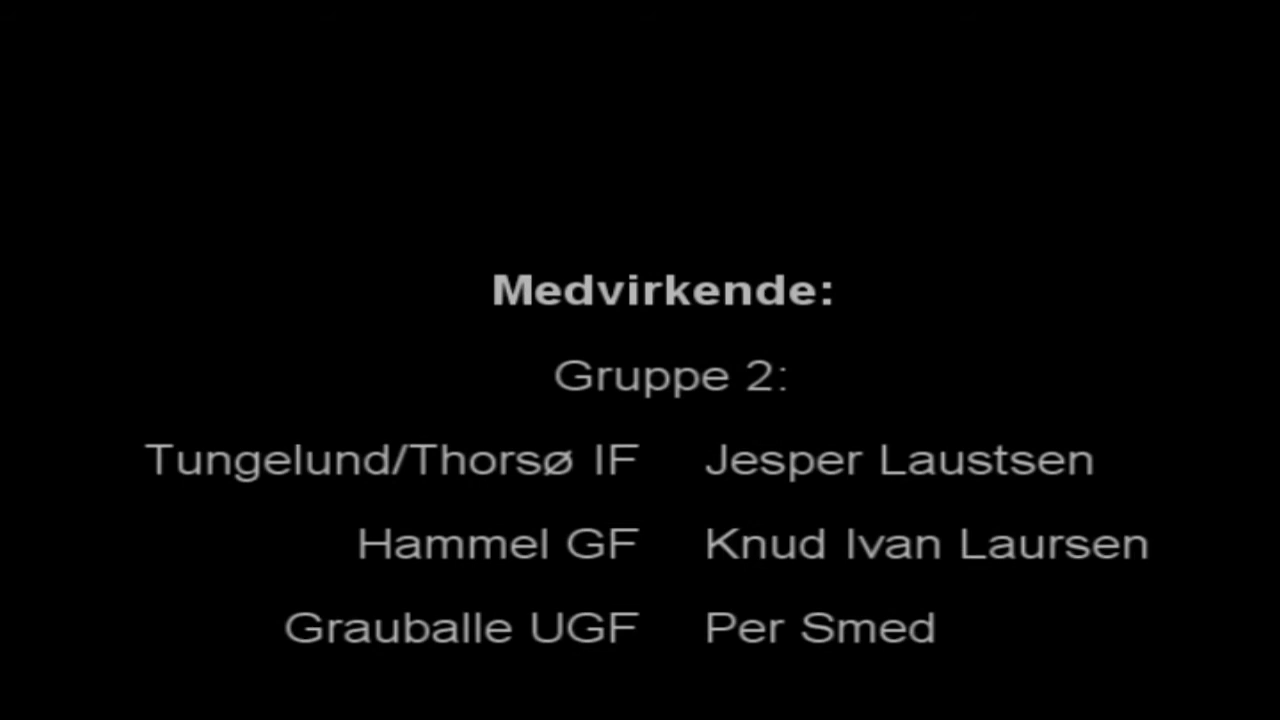 Medvirkende:
Gruppe 2:
Tungelund/Thorsø IF Jesper Laustsen
Hammel GF Knud Ivan Laursen
Grauballe UGF Per Smed